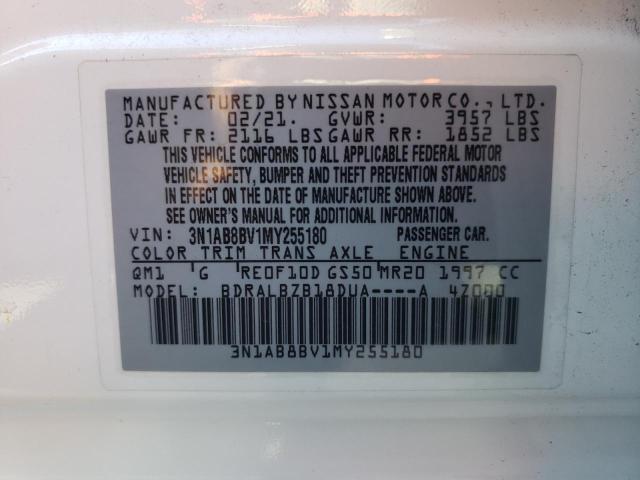 MANUFACTURED BY NISSAN MOTOR CO., LTD.
DATE: 02/21. GVWR: 3957 LBS
GAWR FR: 2116 LBS GAWR RR: 1852 LBS
THIS VEHICLE CONFORMS TO ALL APPLICABLE FEDERAL MOTOR
VEHICLE SAFETY, BUMPER AND THEFT PREVENTION STANDARDS
IN EFFECT ON THE DATE OF MANUFACTURE SHOWN ABOVE.
SEE OWNER'S MANUAL FOR ADDITIONAL INFORMATION.
VIN: 3N1AB8BV1MY255180 PASSENGER CAR.
COLOR TRIM TRANS AXLE ENGINE
QM1 G RE0F10D GS50 MR20 1997 CC
MODEL: BDRALBZB18DUA----A 42000
3N1AB8BV1MY255180